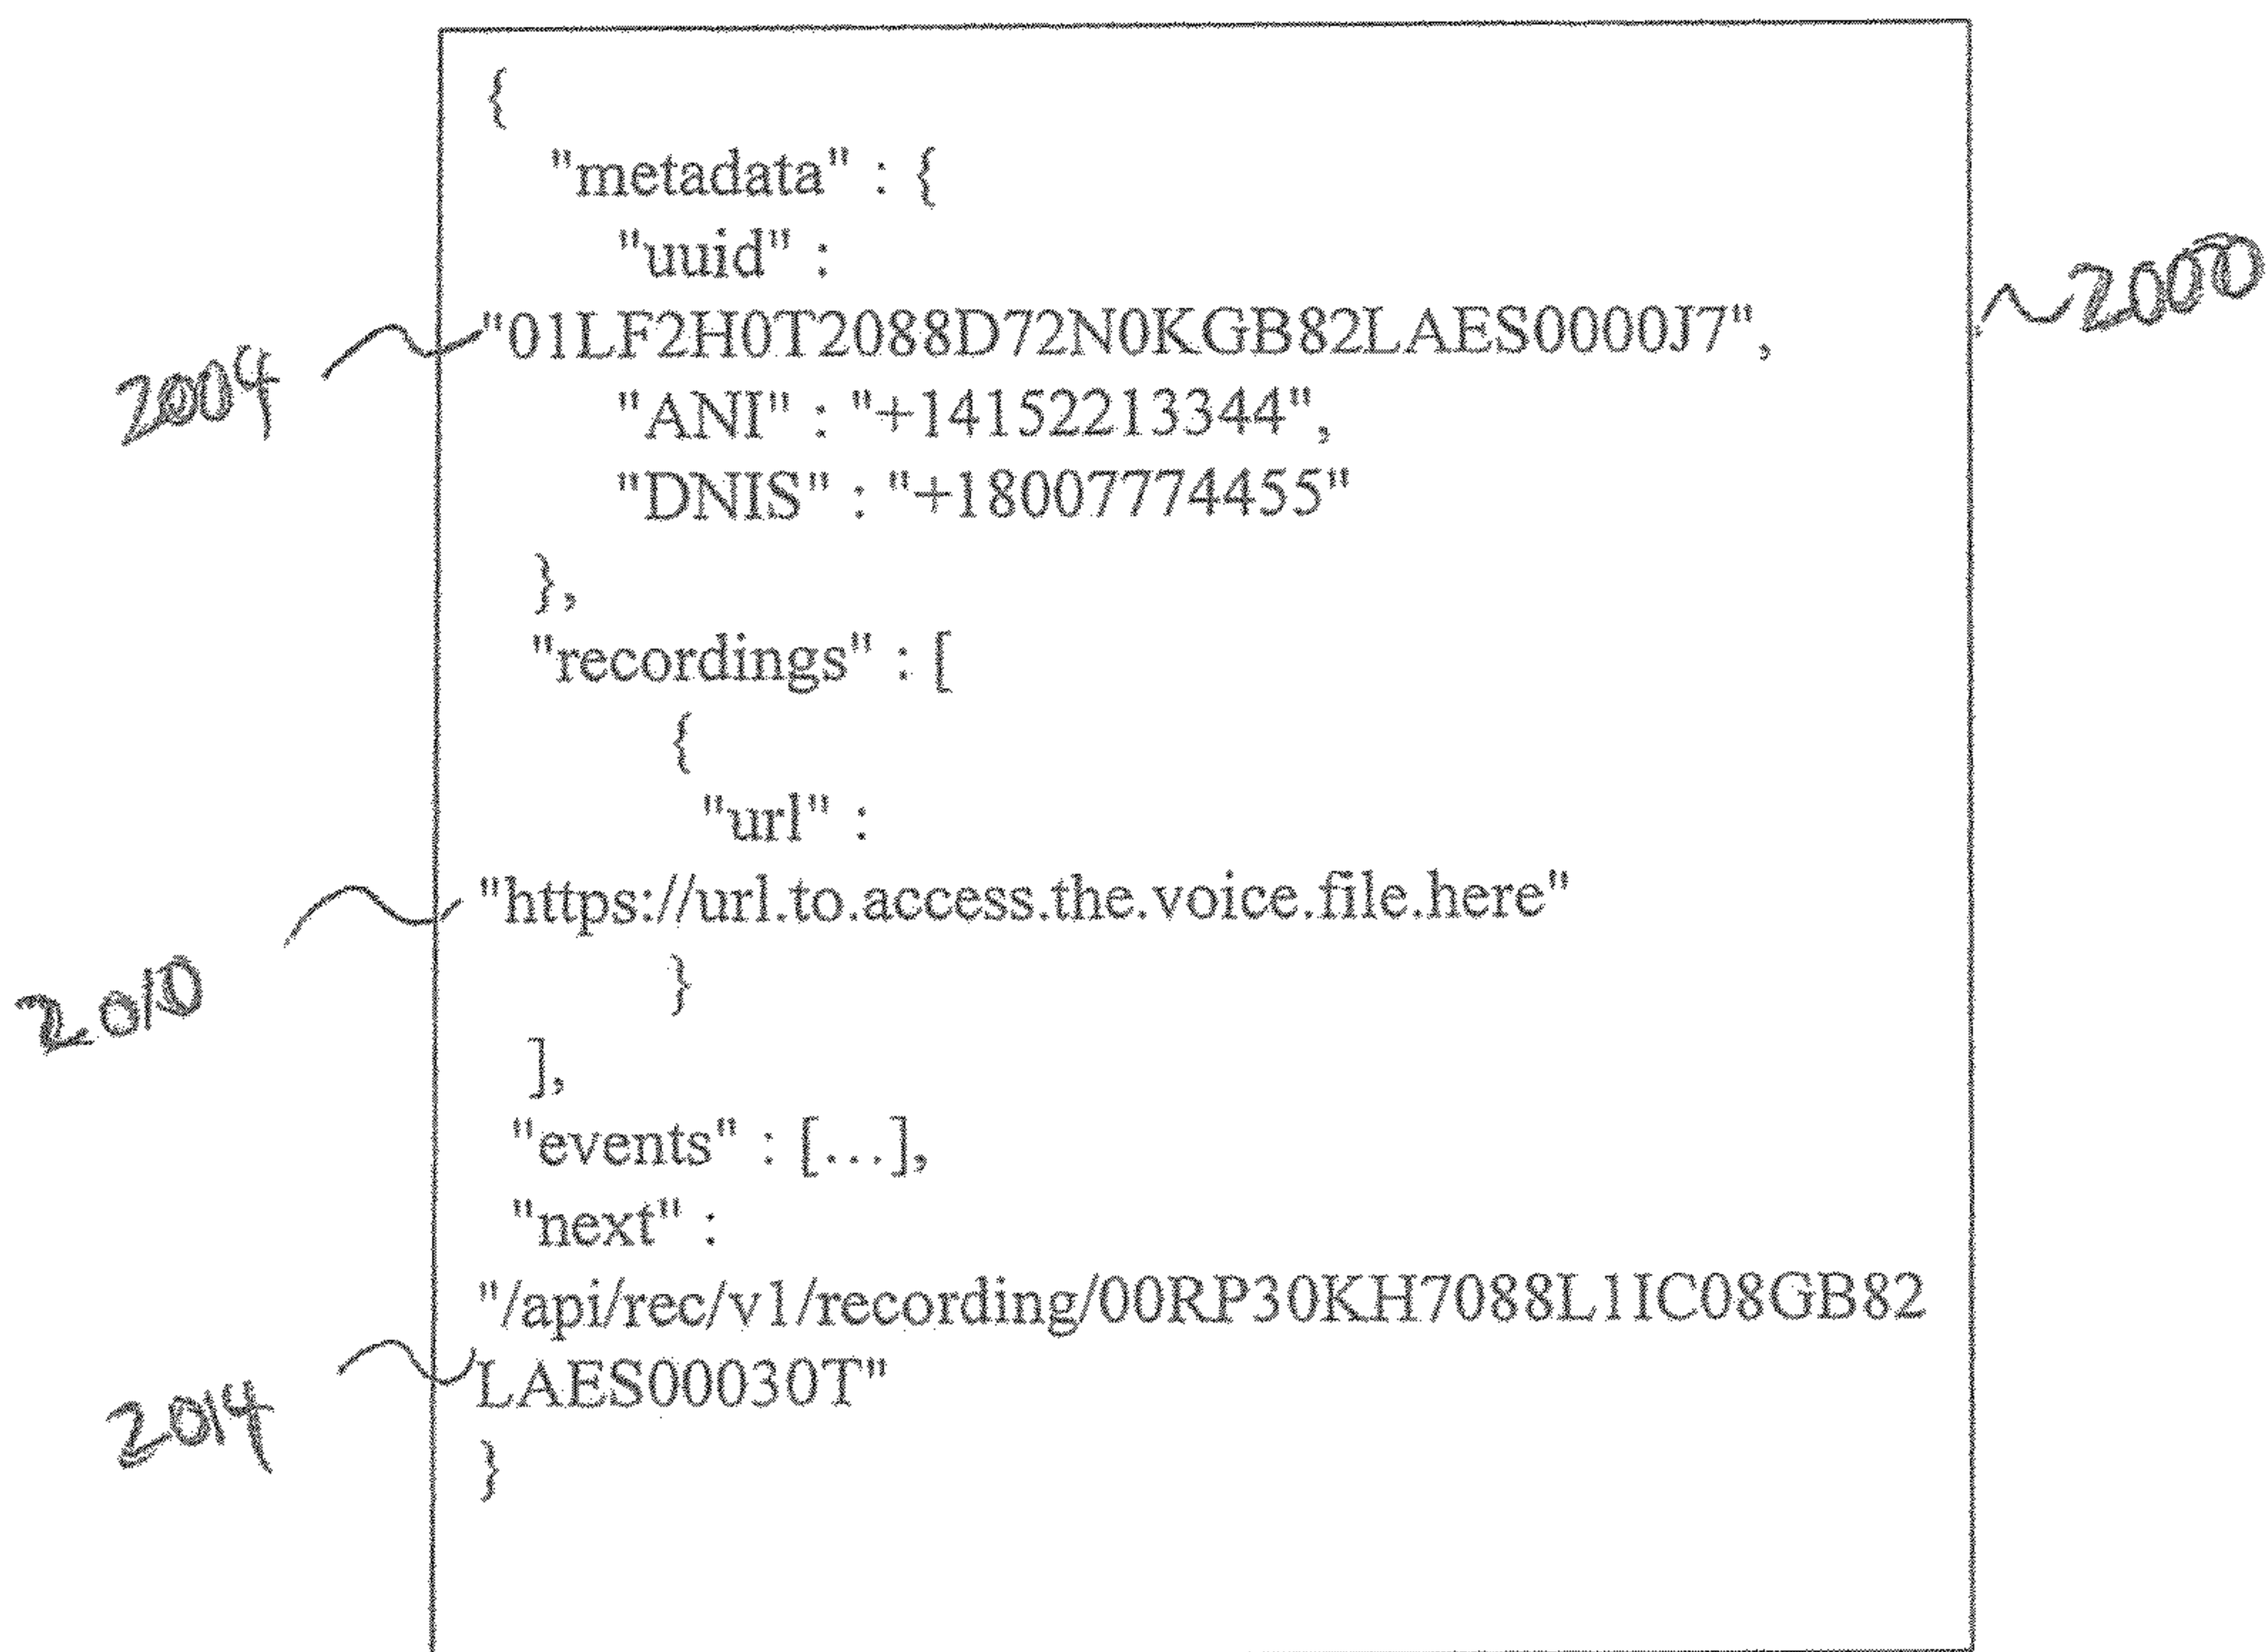 {
"metadata" : {
"uuid" :
"01LF2H0T2088D72N0KGB82LAES0000J7",
2000
2004
"ANI" : "+14152213344",
"DNIS" : "+18007774455"
},
"recordings" : [
{
"url" :
"https://url.to.access.the.voice.file.here"
}
2010
],
"events" : [...],
"next" :
"/api/rec/v1/recording/00RP30KH7088L1IC08GB82
LAES00030T"
2014
}